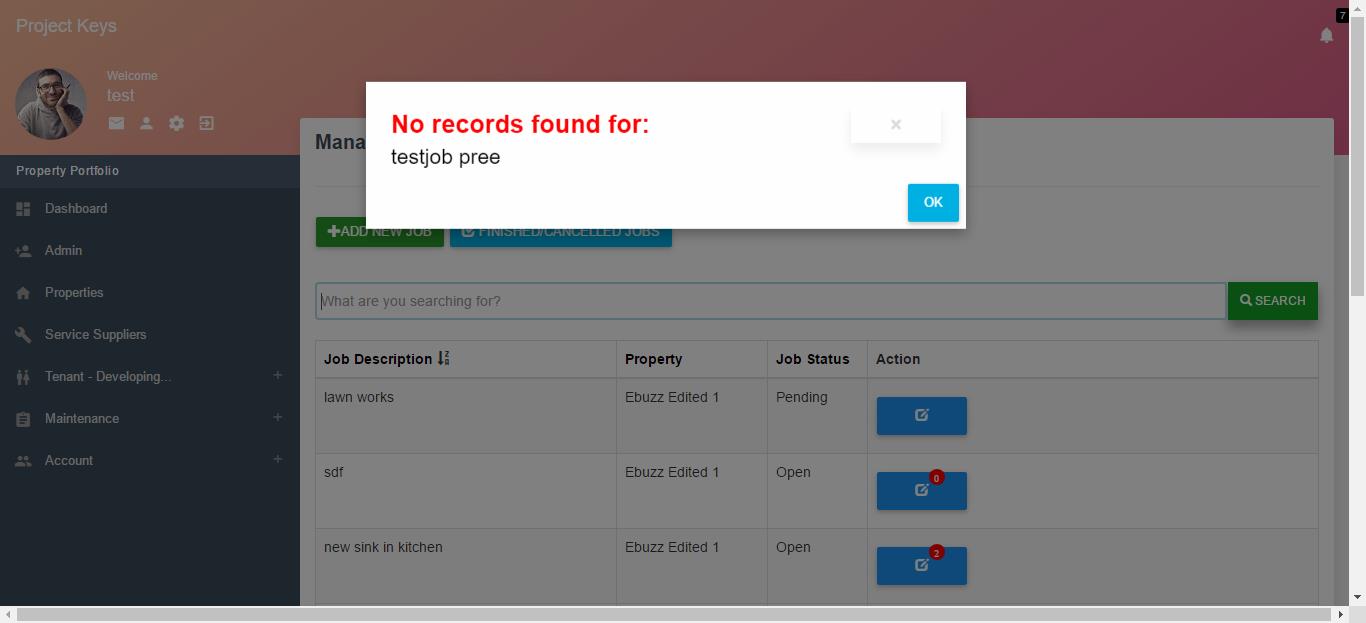 Project Keys
7
Welcome
test
No records found for:
×
testjob pree
OK
Property Portfolio
Mana
Dashboard
Admin
Properties
Service Suppliers
Tenant - Developing... +
Maintenance +
Account +
ADD NEW JOB
FINISHED/CANCELLED JOBS
What are you searching for?
SEARCH
Job Description Property Job Status Action
lawn works Ebuzz Edited 1 Pending
sdf Ebuzz Edited 1 Open 0
new sink in kitchen Ebuzz Edited 1 Open 2